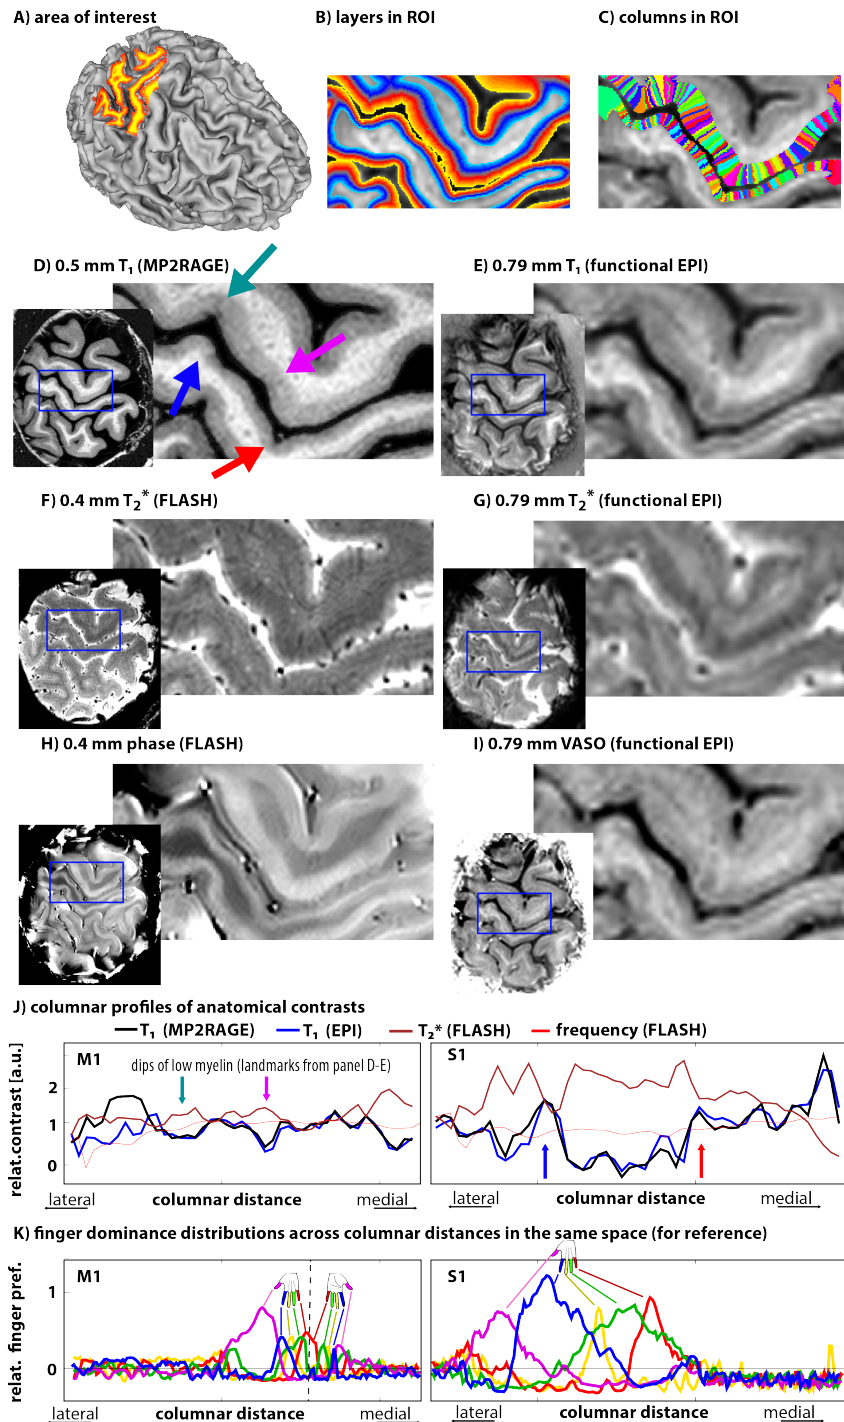 A) area of interest
B) layers in ROI
C) columns in ROI
D) 0.5 mm T₁ (MP2RAGE)
E) 0.79 mm T₁ (functional EPI)
F) 0.4 mm T₂* (FLASH)
G) 0.79 mm T₂* (functional EPI)
H) 0.4 mm phase (FLASH)
I) 0.79 mm VASO (functional EPI)
J) columnar profiles of anatomical contrasts
T₁ (MP2RAGE)
T₁ (EPI)
T₂* (FLASH)
frequency (FLASH)
relat.contrast [a.u.]
M1
dips of low myelin (landmarks from panel D-E)
2
1
0
lateral
columnar distance
medial
S1
lateral
columnar distance
medial
K) finger dominance distributions across columnar distances in the same space (for reference)
relat. finger pref.
M1
1
0
lateral
columnar distance
medial
S1
lateral
columnar distance
medial